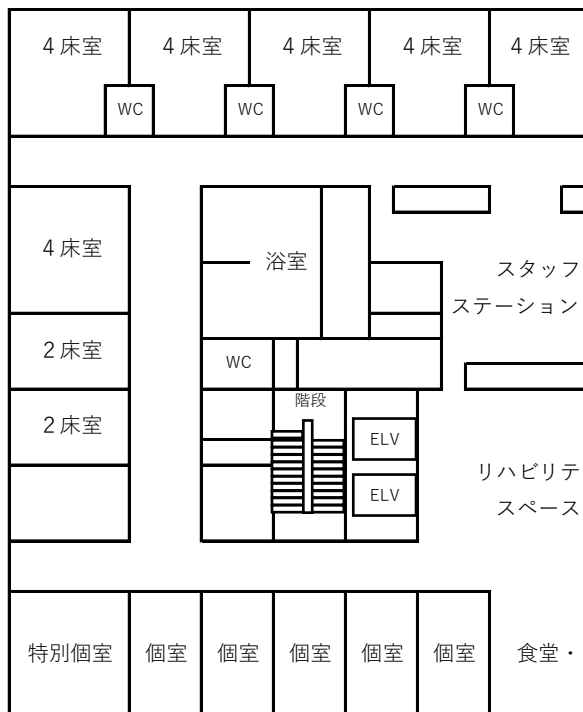 4床室
4床室
4床室
4床室
4床室
WC
WC
WC
WC
4床室
浴室
スタッフ
ステーション
2床室
WC
2床室
階段
ELV
ELV
リハビリテ
スペース
特別個室
個室
個室
個室
個室
個室
食堂・